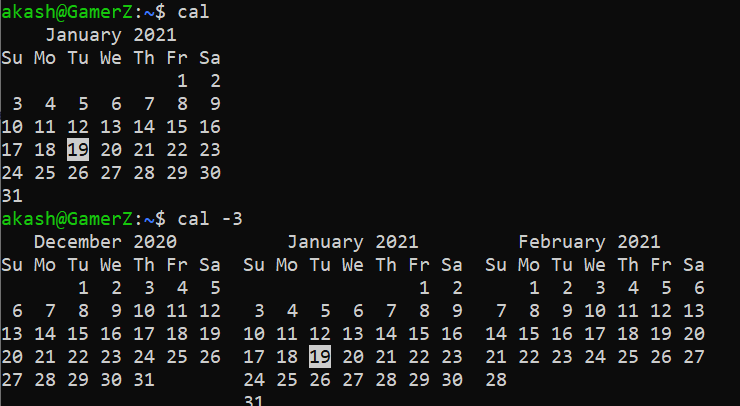 akash@GamerZ:~$ cal
    January 2021
Su Mo Tu We Th Fr Sa
                1  2
 3  4  5  6  7  8  9
10 11 12 13 14 15 16
17 18 19 20 21 22 23
24 25 26 27 28 29 30
31
akash@GamerZ:~$ cal -3
   December 2020          January 2021         February 2021
Su Mo Tu We Th Fr Sa  Su Mo Tu We Th Fr Sa  Su Mo Tu We Th Fr Sa
       1  2  3  4  5                  1  2      1  2  3  4  5  6
 6  7  8  9 10 11 12   3  4  5  6  7  8  9   7  8  9 10 11 12 13
13 14 15 16 17 18 19  10 11 12 13 14 15 16  14 15 16 17 18 19 20
20 21 22 23 24 25 26  17 18 19 20 21 22 23  21 22 23 24 25 26 27
27 28 29 30 31        24 25 26 27 28 29 30  28
                      31